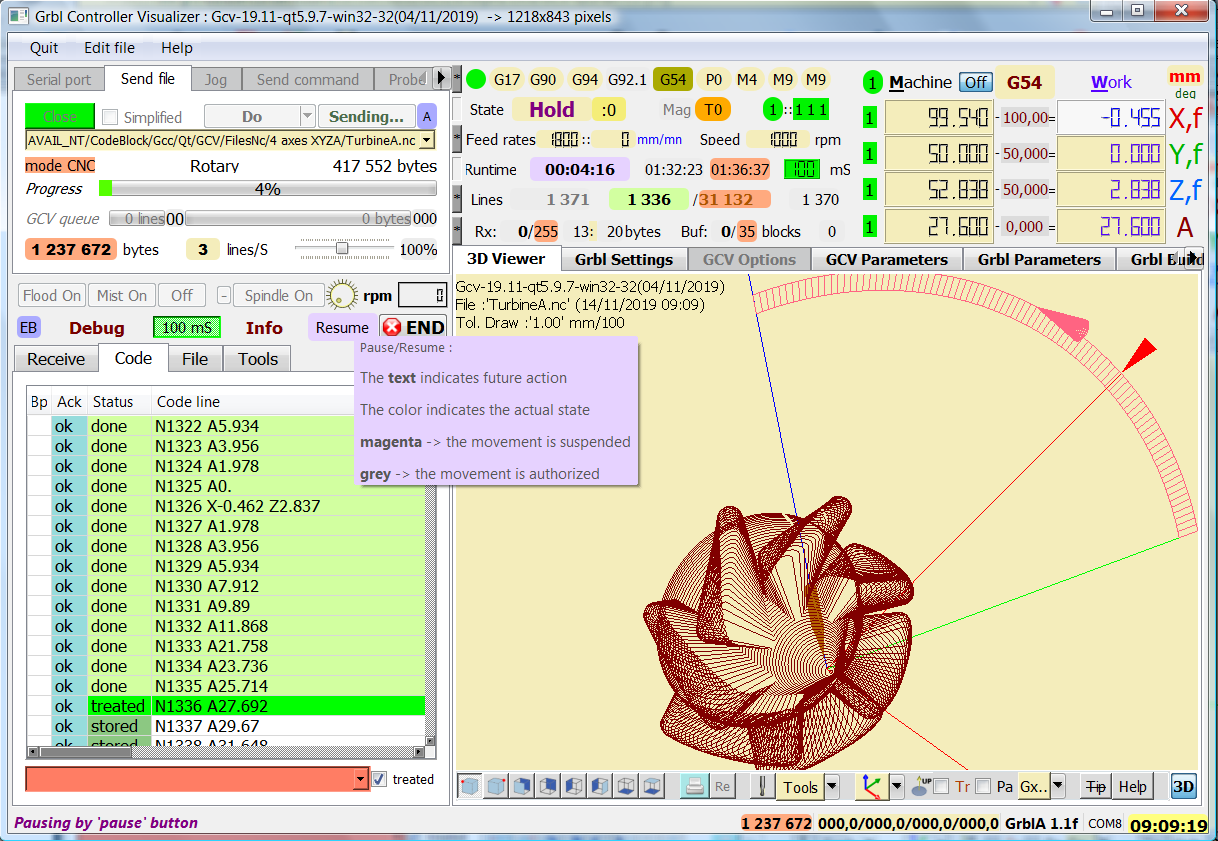 Grbl Controller Visualizer : Gcv-19.11-qt5.9.7-win32-32(04/11/2019) -> 1218x843 pixels
Quit Edit file Help
Serial port Send file Jog Send command Probe
Close Simplified Do Sending... A
AVAIL_NT/CodeBlock/Gcc/Qt/GCV/FilesNc/4 axes XYZA/TurbineA.nc
mode CNC Rotary 417 552 bytes
Progress 4%
GCV queue 0 lines 00 0 bytes 000
1 237 672 bytes 3 lines/S 100%
Flood On Mist On Off - Spindle On rpm 0
EB Debug 100 mS Info Resume END
Receive Code File Tools
Pause/Resume :
The text indicates future action
The color indicates the actual state
magenta -> the movement is suspended
grey -> the movement is authorized
Bp Ack Status Code line
ok done N1322 A5.934
ok done N1323 A3.956
ok done N1324 A1.978
ok done N1325 A0.
ok done N1326 X-0.462 Z2.837
ok done N1327 A1.978
ok done N1328 A3.956
ok done N1329 A5.934
ok done N1330 A7.912
ok done N1331 A9.89
ok done N1332 A11.868
ok done N1333 A21.758
ok done N1334 A23.736
ok done N1335 A25.714
ok treated N1336 A27.692
ok stored N1337 A29.67
ok stored N1338 A31.648
treated
* G17 G90 G94 G92.1 G54 P0 M4 M9 M9
State Hold :0 Mag T0 1::111
* Feed rates 1800 :: 0 mm/mn Speed 1000 rpm
Runtime 00:04:16 01:32:23 01:36:37 100 mS
* Lines 1 371 1 336 /31 132 1 370
* Rx: 0/255 13: 20 bytes Buf: 0/35 blocks 0
1 Machine Off G54 Work mm
deg
1 99.540 - 100,00= -0.455 X,f
1 50.000 - 50,000= 0.000 Y,f
1 52.838 - 50,000= 2.838 Z,f
1 27.600 - 0,000 = 27.600 A
3D Viewer Grbl Settings GCV Options GCV Parameters Grbl Parameters Grbl Build
Gcv-19.11-qt5.9.7-win32-32(04/11/2019)
File :'TurbineA.nc' (14/11/2019 09:09)
Tol. Draw :'1.00' mm/100
Re Tools UP Tr Pa Gx.. Tip Help 3D
Pausing by 'pause' button
1 237 672 000,0/000,0/000,0/000,0 GrblA 1.1f COM8 09:09:19